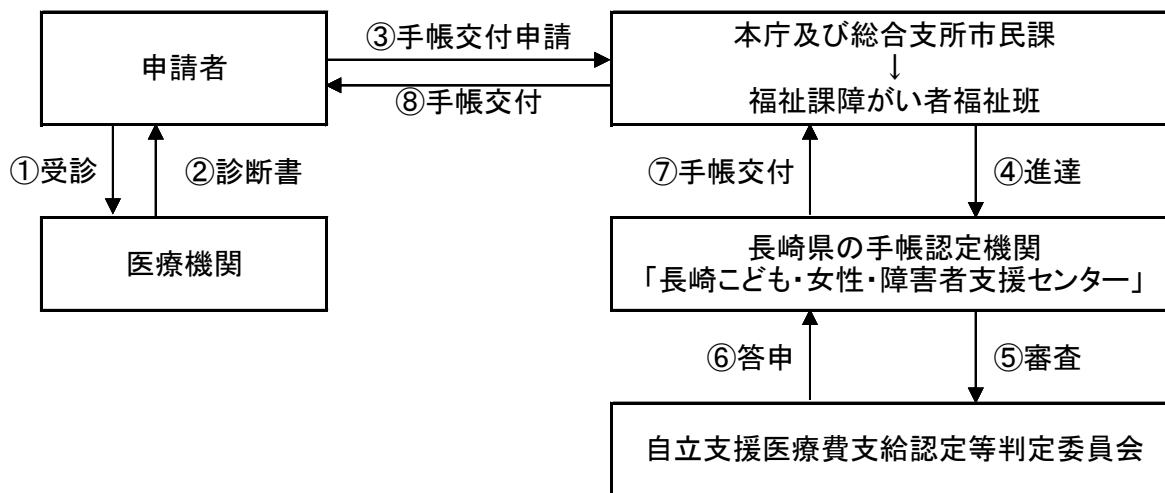 ③手帳交付申請
申請者
本庁及び総合支所市民課
↓
福祉課障がい者福祉班
⑧手帳交付
①受診
②診断書
⑦手帳交付
④進達
医療機関
長崎県の手帳認定機関
「長崎こども・女性・障害者支援センター」
⑥答申
⑤審査
自立支援医療費支給認定等判定委員会